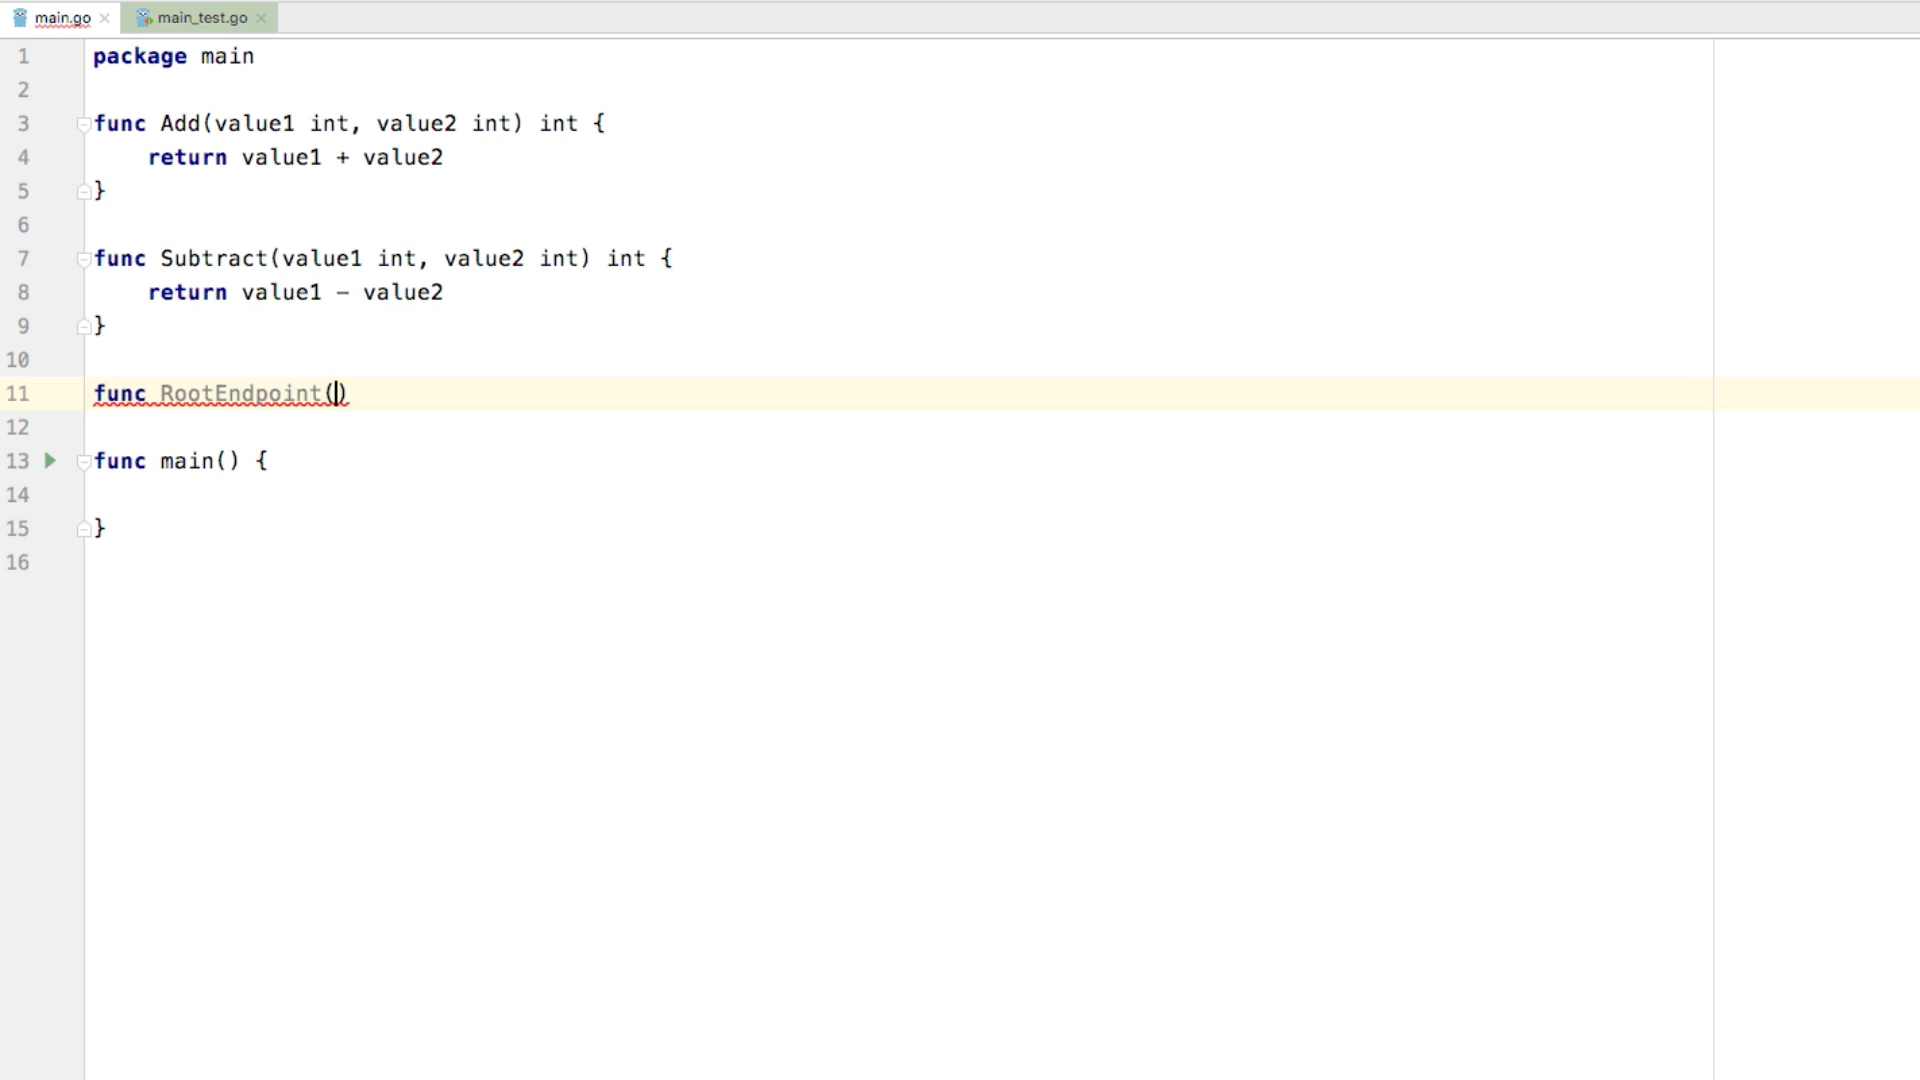 main.go
main_test.go
1 package main
2
3 func Add(value1 int, value2 int) int {
4 return value1 + value2
5 }
6
7 func Subtract(value1 int, value2 int) int {
8 return value1 - value2
9 }
10
11 func RootEndpoint()
12
13 func main() {
14
15 }
16